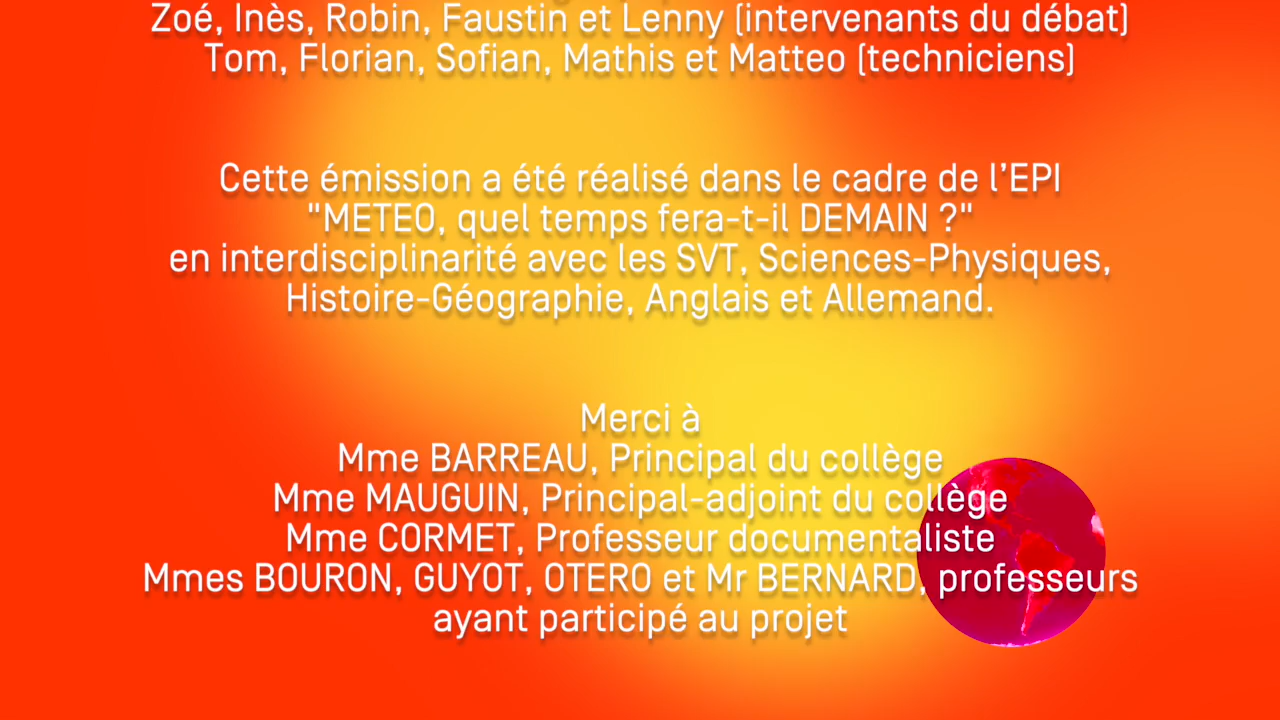 Zoé, Inès, Robin, Faustin et Lenny (intervenants du débat)
Tom, Florian, Sofian, Mathis et Matteo (techniciens)
Cette émission a été réalisé dans le cadre de l’EPI
"METEO, quel temps fera-t-il DEMAIN ?"
en interdisciplinarité avec les SVT, Sciences-Physiques,
Histoire-Géographie, Anglais et Allemand.
Merci à
Mme BARREAU, Principal du collège
Mme MAUGUIN, Principal-adjoint du collège
Mme CORMET, Professeur documentaliste
Mmes BOURON, GUYOT, OTERO et Mr BERNARD, professeurs
ayant participé au projet